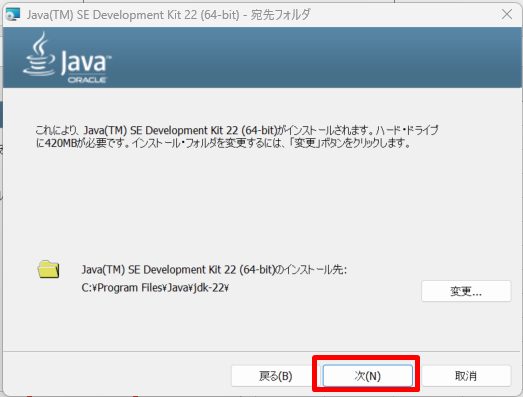 Java(TM) SE Development Kit 22 (64-bit) - 宛先フォルダ
Java
ORACLE
これにより、Java(TM) SE Development Kit 22 (64-bit)がインストールされます。ハード・ドライブ
に420MBが必要です。インストール・フォルダを変更するには、「変更」ボタンをクリックします。
Java(TM) SE Development Kit 22 (64-bit)のインストール先:
C:¥Program Files¥Java¥jdk-22¥
変更...
戻る(B)
次(N)
取消